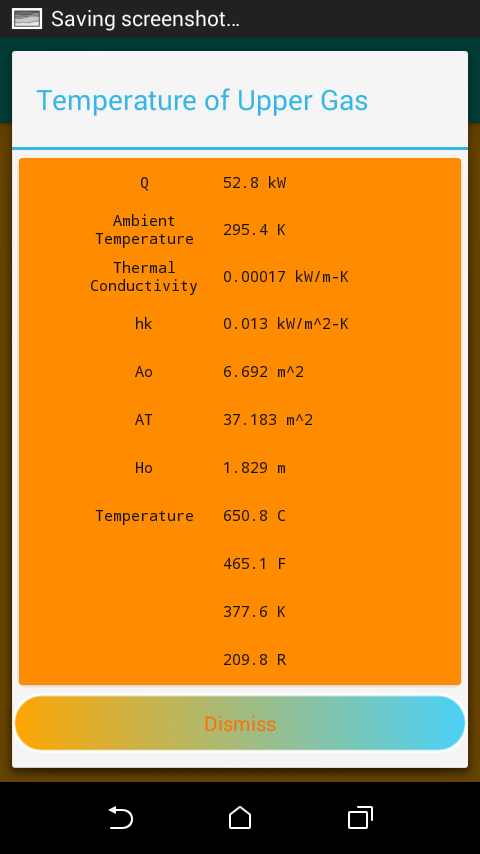 Saving screenshot...
Temperature of Upper Gas
Q 52.8 kW
Ambient
Temperature 295.4 K
Thermal
Conductivity 0.00017 kW/m-K
hk 0.013 kW/m^2-K
Ao 6.692 m^2
AT 37.183 m^2
Ho 1.829 m
Temperature 650.8 C
465.1 F
377.6 K
209.8 R
Dismiss